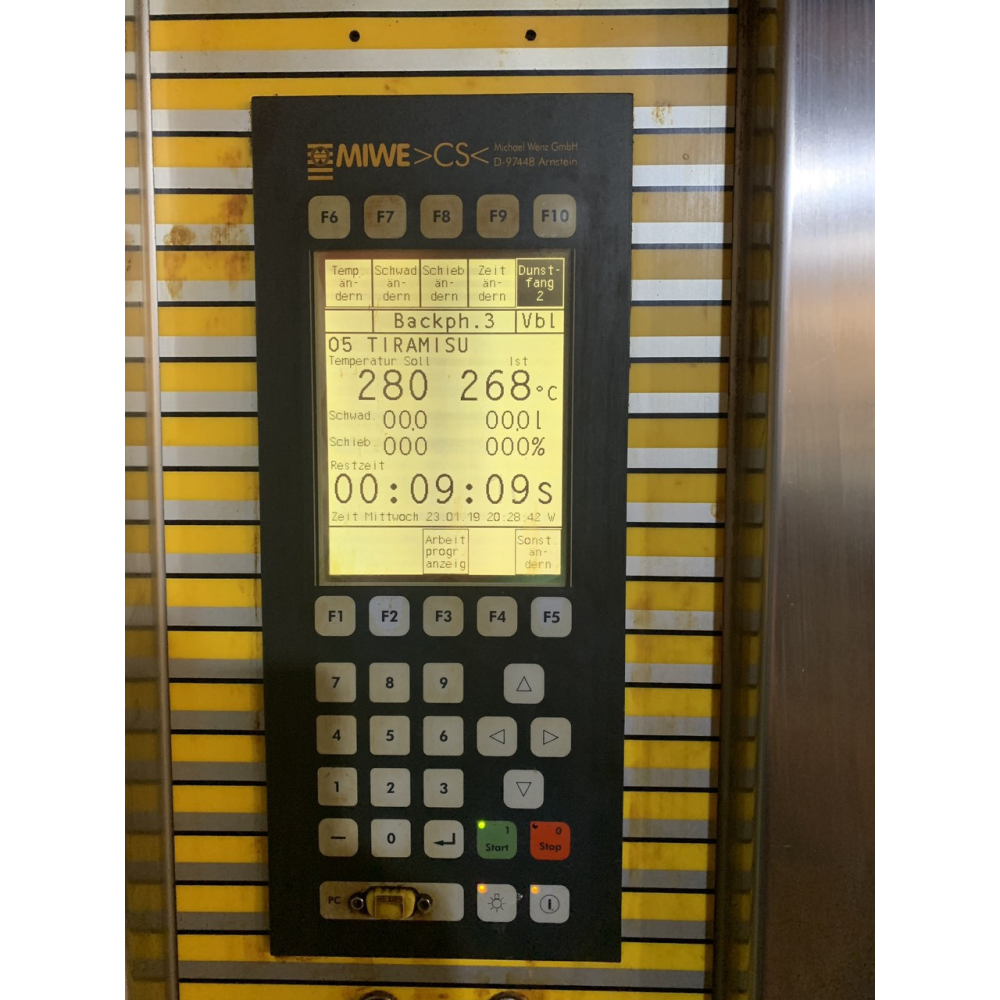 MIWE >CS< Michael Wenz GmbH
D-97448 Arnstein
F6 F7 F8 F9 F10
Temp. Schwad Schieb Zeit Dunst-
än- än- än- än- fang
dern dern dern dern 2
Backph.3 Vbl
05 TIRAMISU
Temperatur Soll Ist
280 268°C
Schwad. 00,0 00,0l
Schieb. 000 000%
Restzeit
00:09:09s
Zeit Mittwoch 23.01.19 20:28:42 W
Arbeit Sonst.
progr. än-
anzeig dern
F1 F2 F3 F4 F5
7 8 9
4 5 6
1 2 3
- 0 1 0
Start Stop
PC